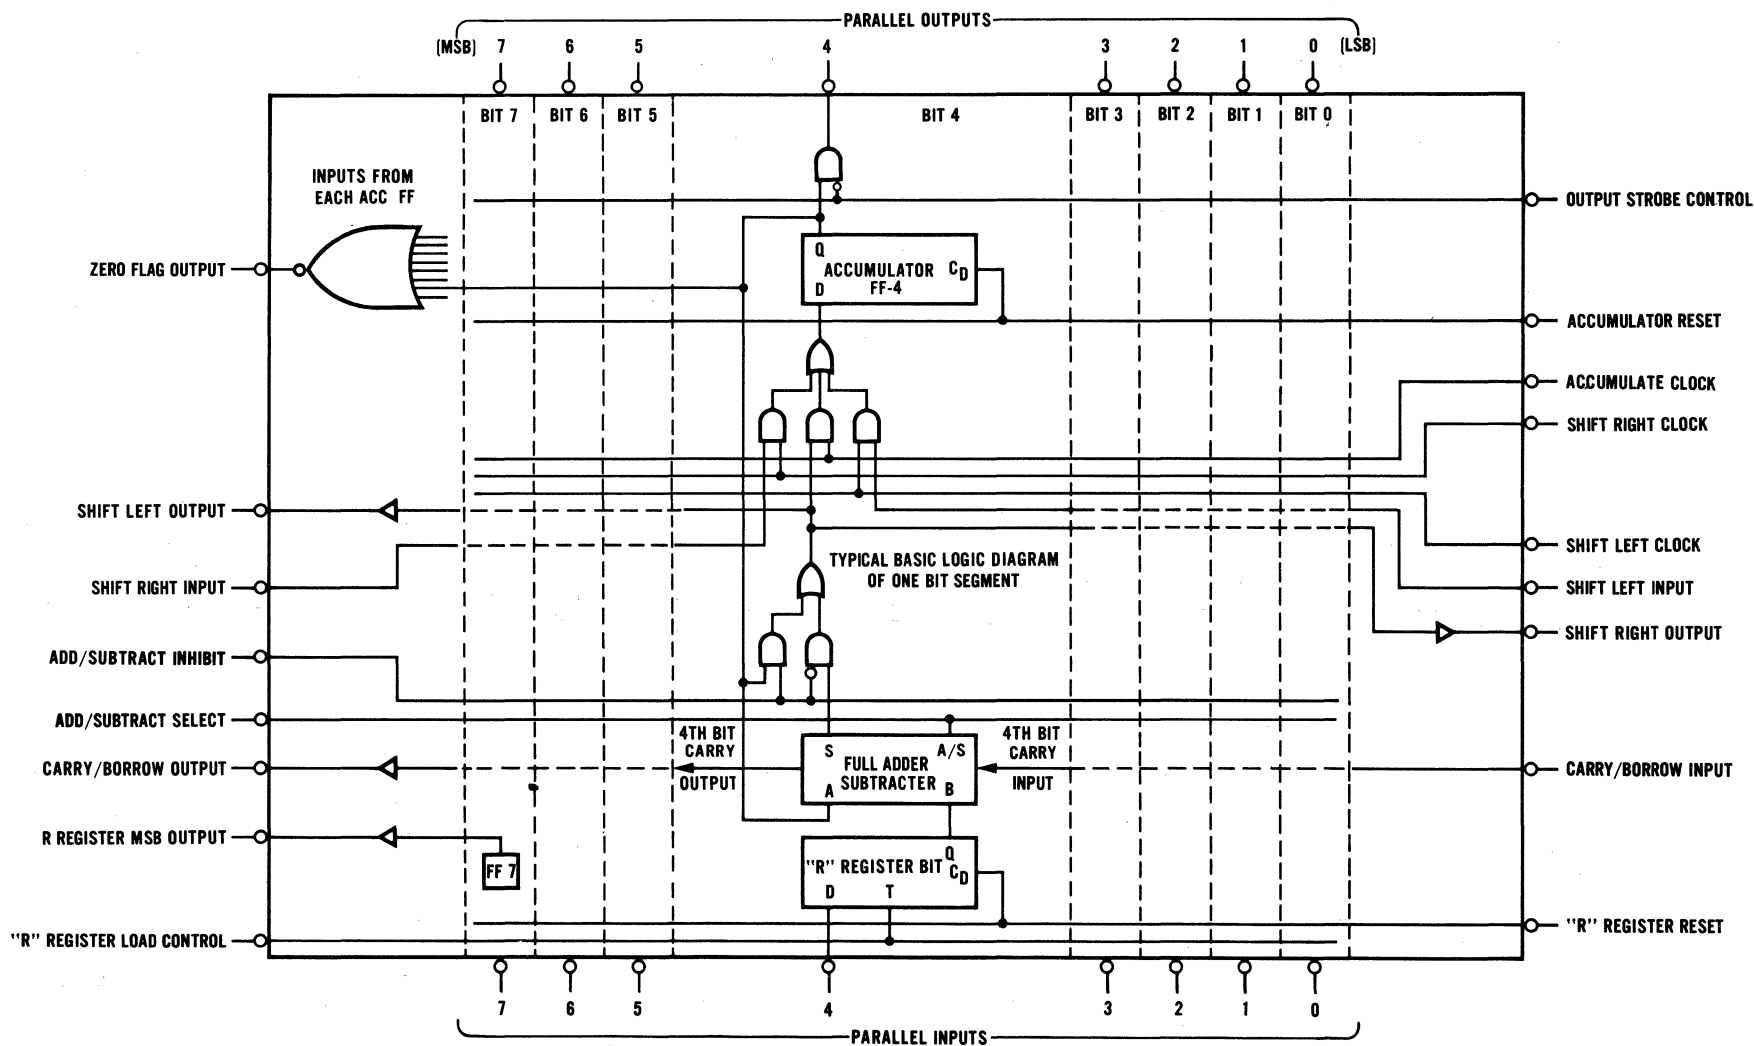 PARALLEL OUTPUTS
(MSB) 7 6 5 4 3 2 1 0 (LSB)
BIT 7 BIT 6 BIT 5 BIT 4 BIT 3 BIT 2 BIT 1 BIT 0
INPUTS FROM
EACH ACC FF
OUTPUT STROBE CONTROL
ZERO FLAG OUTPUT
Q
ACCUMULATOR CD
FF-4
D
ACCUMULATOR RESET
ACCUMULATE CLOCK
SHIFT RIGHT CLOCK
SHIFT LEFT OUTPUT
SHIFT LEFT CLOCK
TYPICAL BASIC LOGIC DIAGRAM
OF ONE BIT SEGMENT
SHIFT RIGHT INPUT
SHIFT LEFT INPUT
SHIFT RIGHT OUTPUT
ADD/SUBTRACT INHIBIT
ADD/SUBTRACT SELECT
4TH BIT
CARRY
OUTPUT
S A/S
FULL ADDER
SUBTRACTER
A B
4TH BIT
CARRY
INPUT
CARRY/BORROW OUTPUT
CARRY/BORROW INPUT
R REGISTER MSB OUTPUT
FF 7
Q
"R" REGISTER BIT CD
D T
"R" REGISTER RESET
"R" REGISTER LOAD CONTROL
7 6 5 4 3 2 1 0
PARALLEL INPUTS